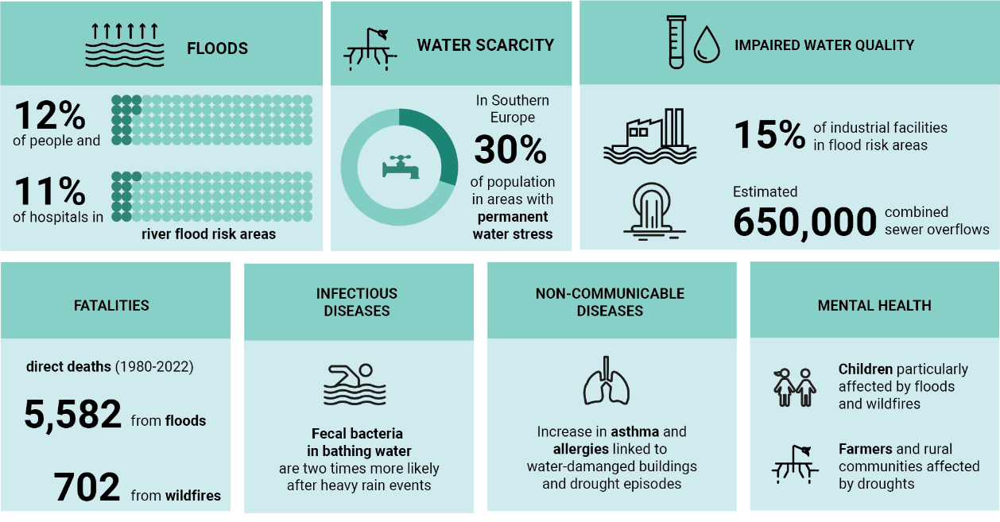 FLOODS
12%
of people and
11%
of hospitals in
river flood risk areas
WATER SCARCITY
In Southern
Europe
30%
of population
in areas with
permanent
water stress
IMPAIRED WATER QUALITY
15% of industrial facilities
in flood risk areas
Estimated
650,000 combined
sewer overflows
FATALITIES
direct deaths (1980-2022)
5,582 from floods
702 from wildfires
INFECTIOUS
DISEASES
Fecal bacteria
in bathing water
are two times more likely
after heavy rain events
NON-COMMUNICABLE
DISEASES
Increase in asthma and
allergies linked to
water-damanged buildings
and drought episodes
MENTAL HEALTH
Children particularly
affected by floods
and wildfires
Farmers and rural
communities affected
by droughts